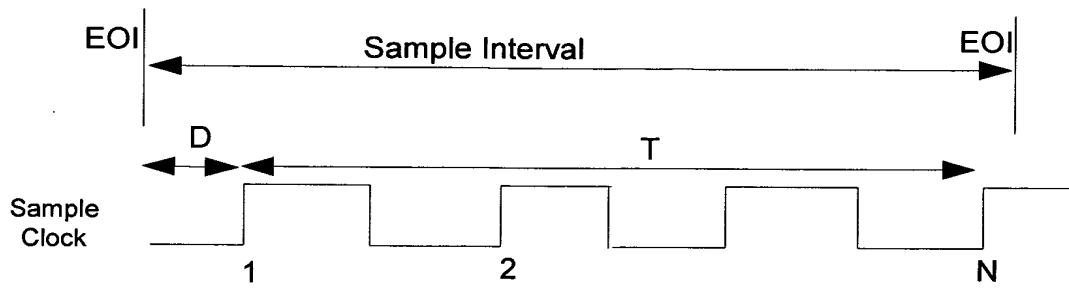 EOI
EOI
Sample Interval
D
T
Sample
Clock
1
2
N